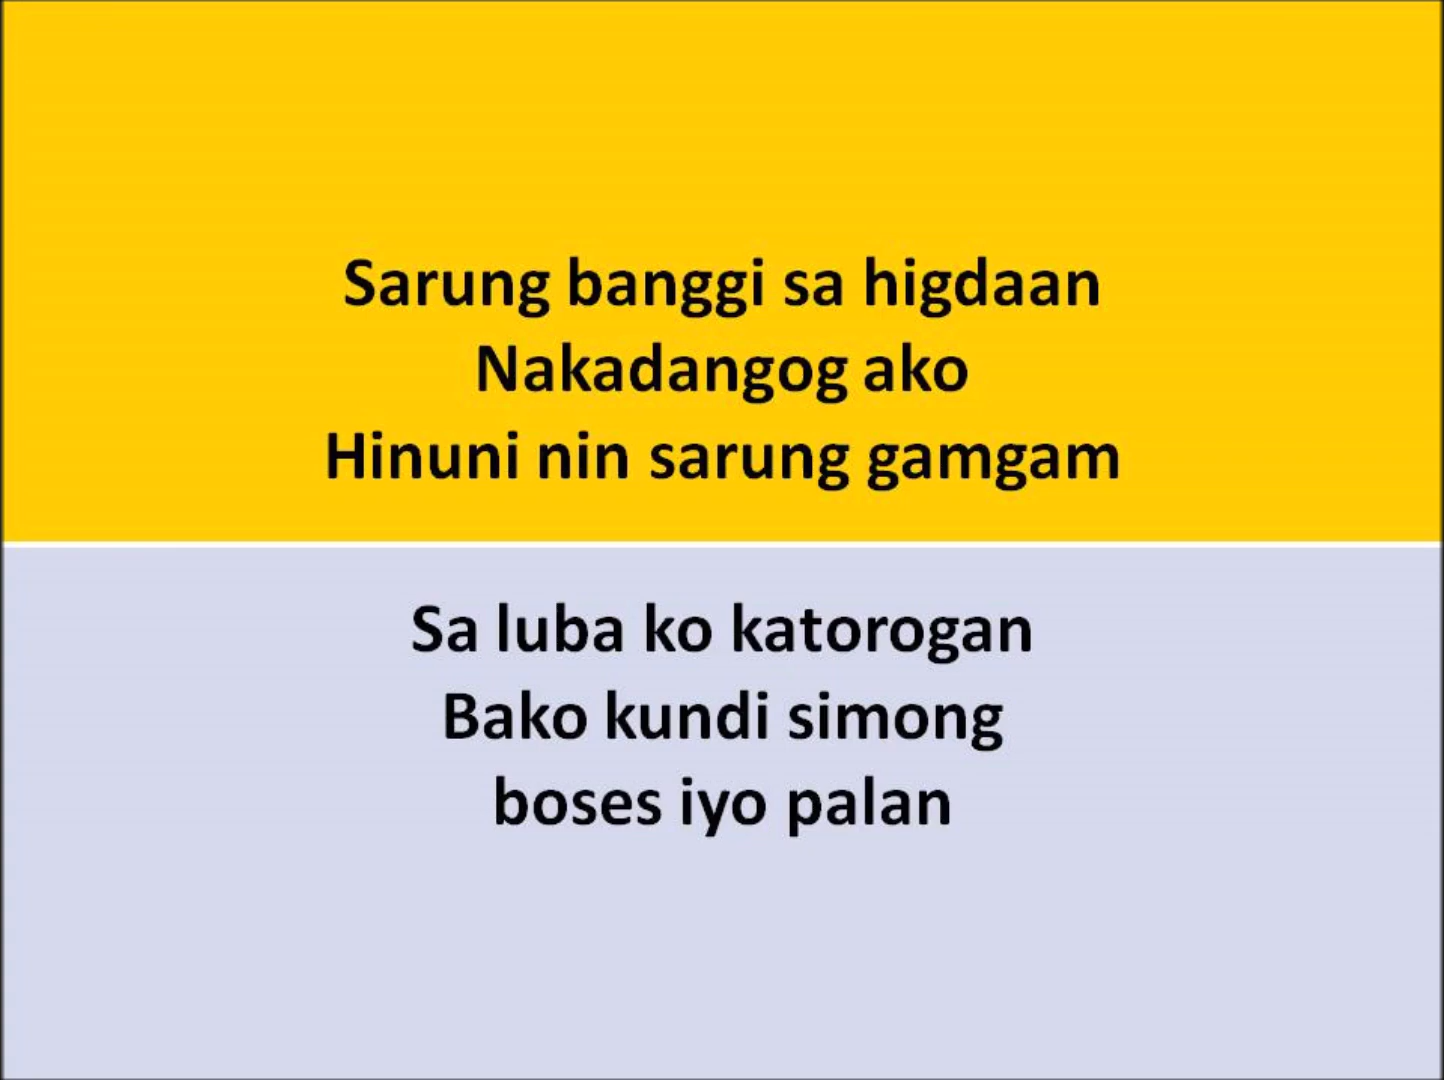 Sarung banggi sa higdaan
Nakadangog ako
Hinuni nin sarung gamgam
Sa luba ko katorogan
Bako kundi simong
boses iyo palan